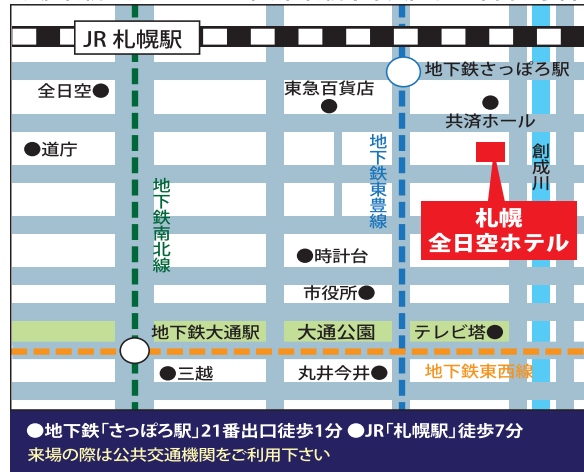 JR 札幌駅
地下鉄さっぽろ駅
全日空
東急百貨店
共済ホール
道庁
地下鉄南北線
地下鉄東豊線
創成川
札幌
全日空ホテル
時計台
市役所
地下鉄大通駅
大通公園
テレビ塔
三越
丸井今井
地下鉄東西線
●地下鉄「さっぽろ駅」21番出口徒歩1分 ●JR「札幌駅」徒歩7分
来場の際は公共交通機関をご利用下さい